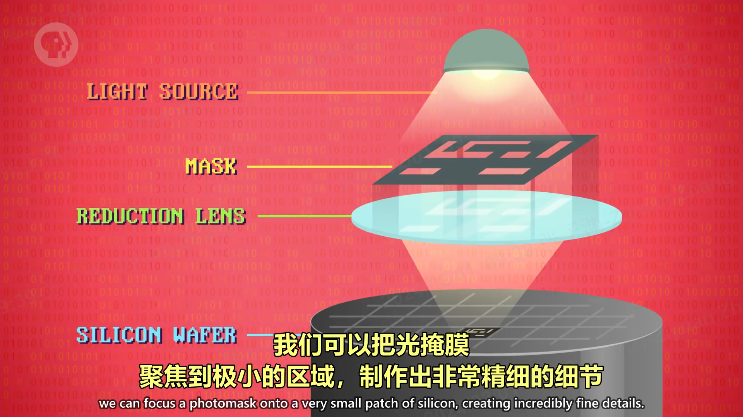 LIGHT SOURCE
MASK
REDUCTION LENS
SILICON WAFER
我们可以把光掩膜
聚焦到极小的区域，制作出非常精细的细节
we can focus a photomask onto a very small patch of silicon, creating incredibly fine details.